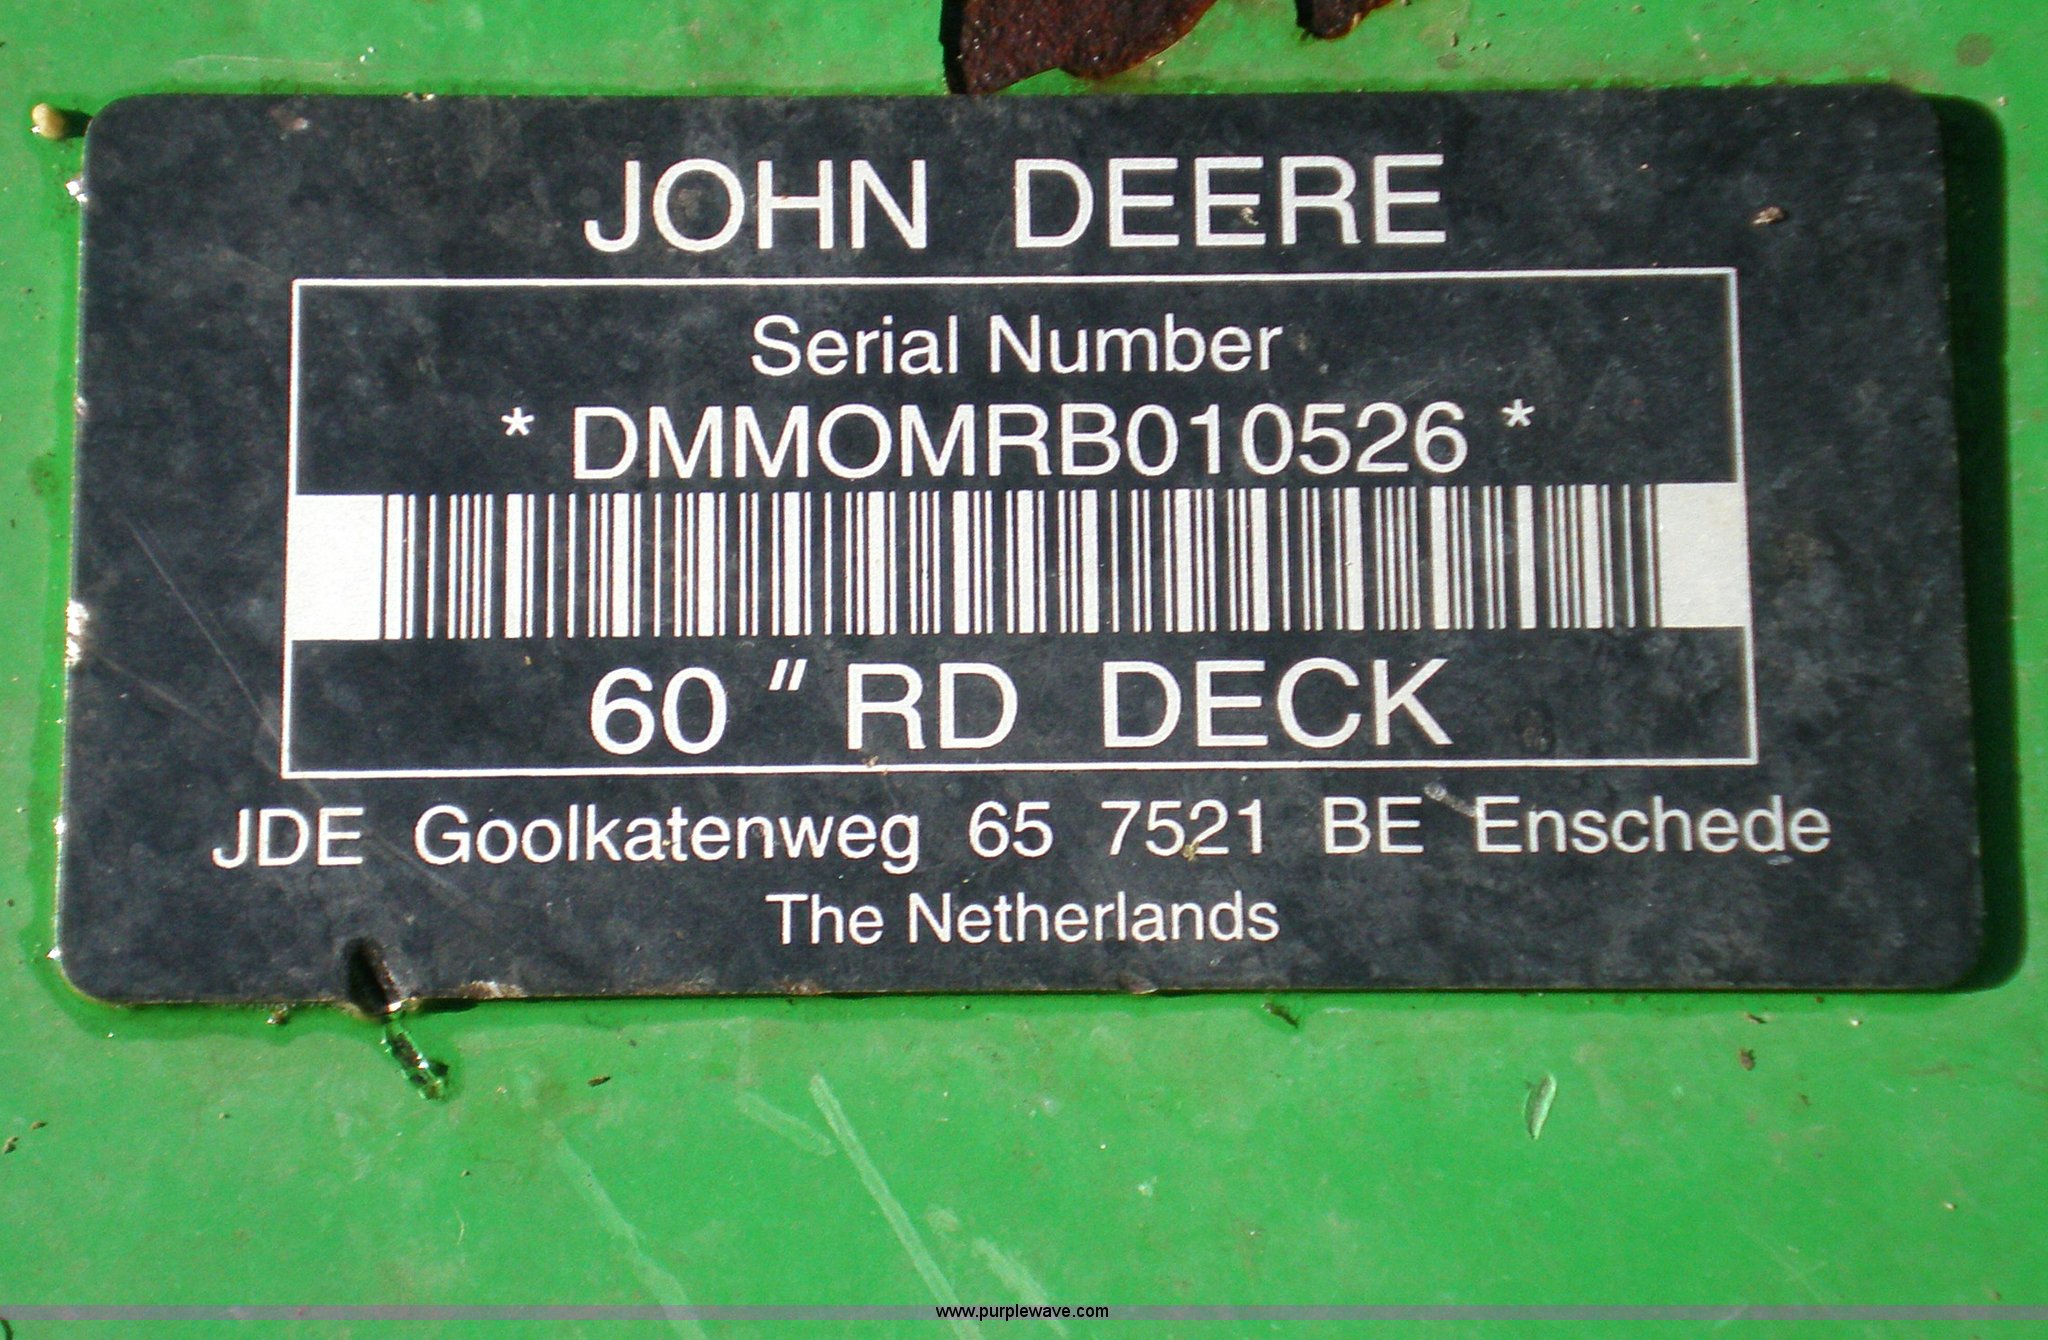 JOHN DEERE
Serial Number
* DMMOMRB010526 *
60 " RD DECK
JDE Goolkatenweg 65 7521 BE Enschede
The Netherlands
www.purplewave.com